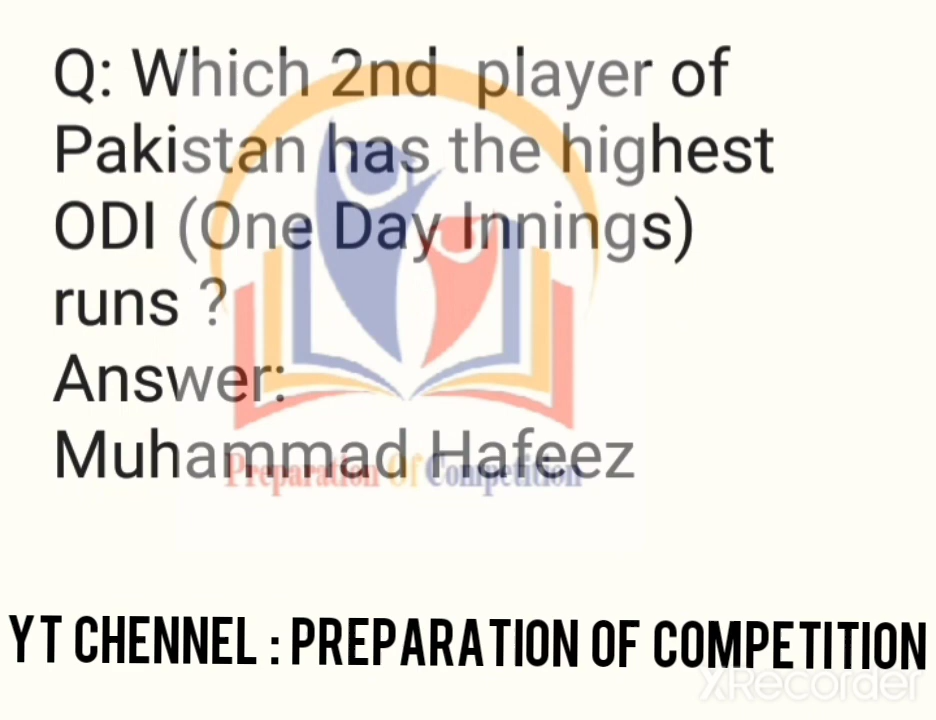 Q: Which 2nd player of
Pakistan has the highest
ODI (One Day Innings)
runs ?
Answer:
Muhammad Hafeez
Preparation Of Competition
YT CHENNEL : PREPARATION OF COMPETITION
XRecorder